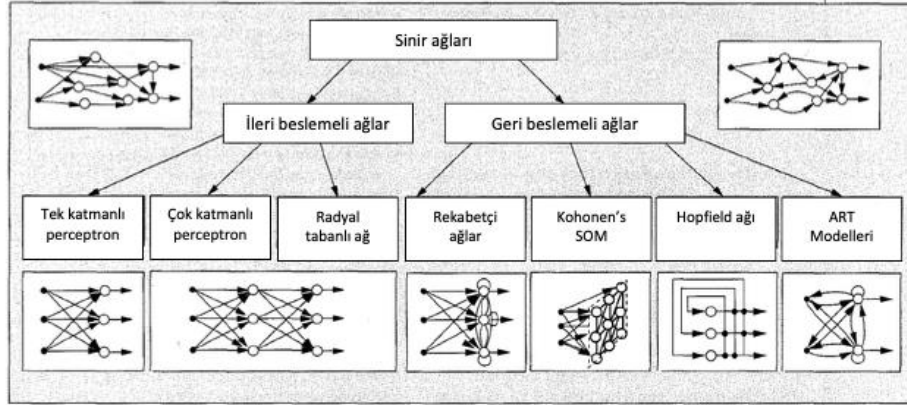 Sinir ağları
İleri beslemeli ağlar
Geri beslemeli ağlar
Tek katmanlı
perceptron
Çok katmanlı
perceptron
Radyal
tabanlı ağ
Rekabetçi
ağlar
Kohonen's
SOM
Hopfield ağı
ART
Modelleri